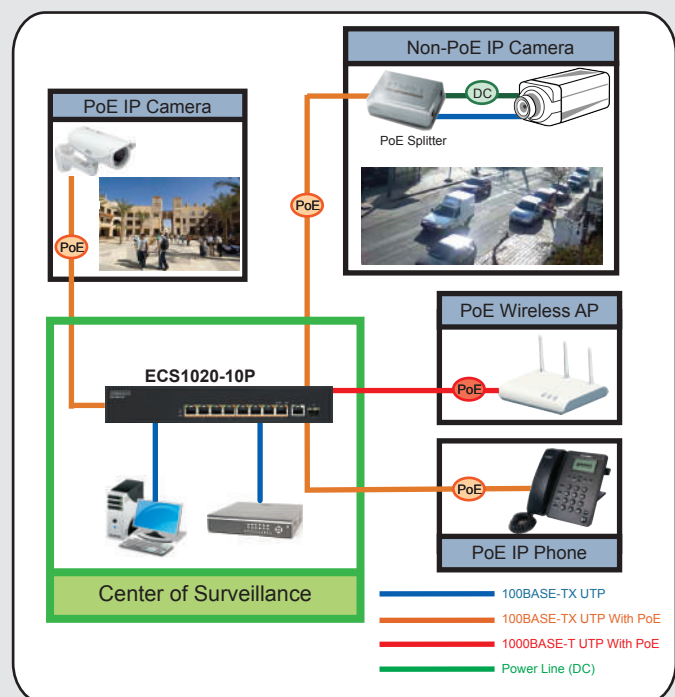 Non-PoE IP Camera
DC
PoE Splitter
PoE IP Camera
PoE
PoE
ECS1020-10P
PoE Wireless AP
PoE
PoE
PoE IP Phone
Center of Surveillance
100BASE-TX UTP
100BASE-TX UTP With PoE
1000BASE-T UTP With PoE
Power Line (DC)